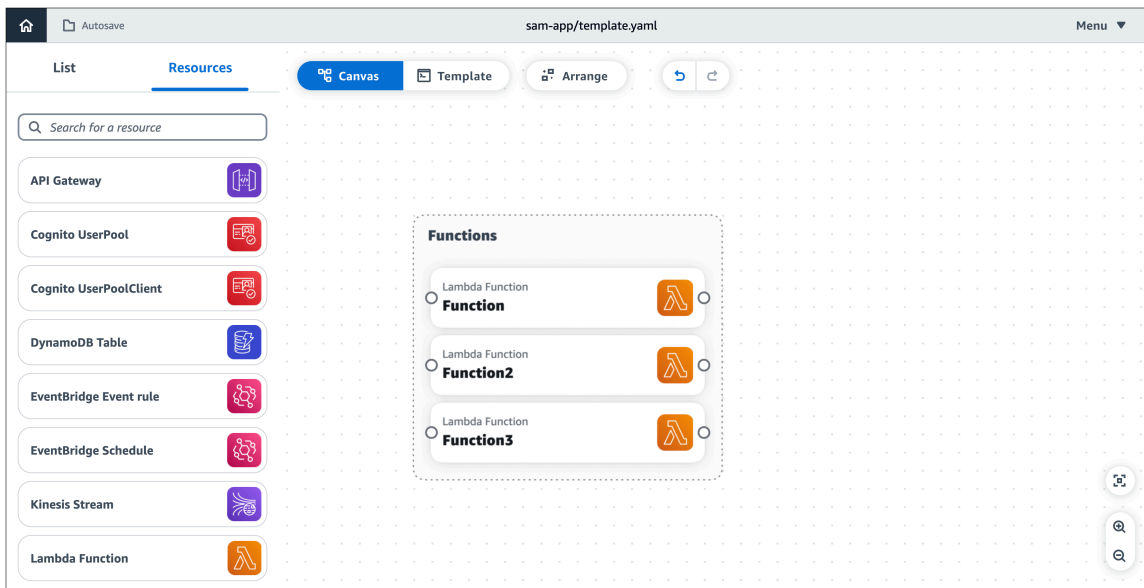 Autosave
sam-app/template.yaml
Menu
List
Resources
Canvas
Template
Arrange
Search for a resource
API Gateway
Cognito UserPool
Cognito UserPoolClient
DynamoDB Table
EventBridge Event rule
EventBridge Schedule
Kinesis Stream
Lambda Function
Functions
Lambda Function
Function
Lambda Function
Function2
Lambda Function
Function3